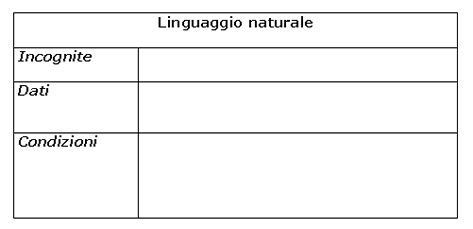 Linguaggio naturale
Incognite
Dati
Condizioni